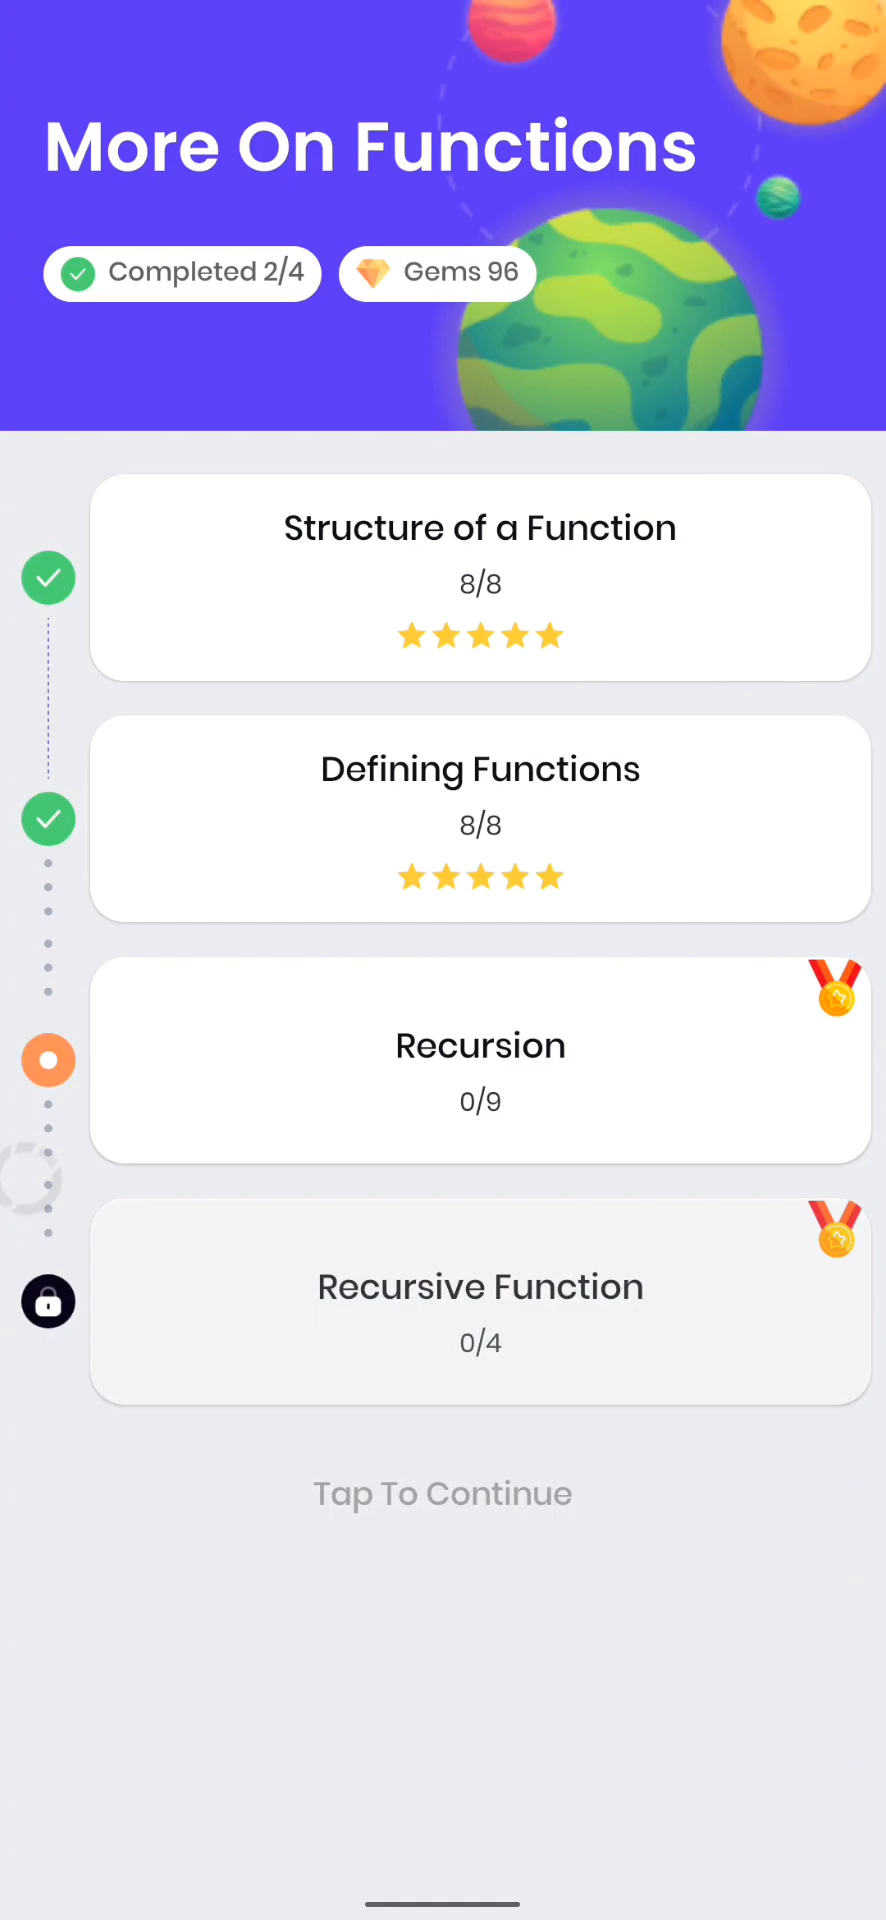 More On Functions
Completed 2/4
Gems 96
Structure of a Function
8/8
Defining Functions
8/8
Recursion
0/9
Recursive Function
0/4
Tap To Continue